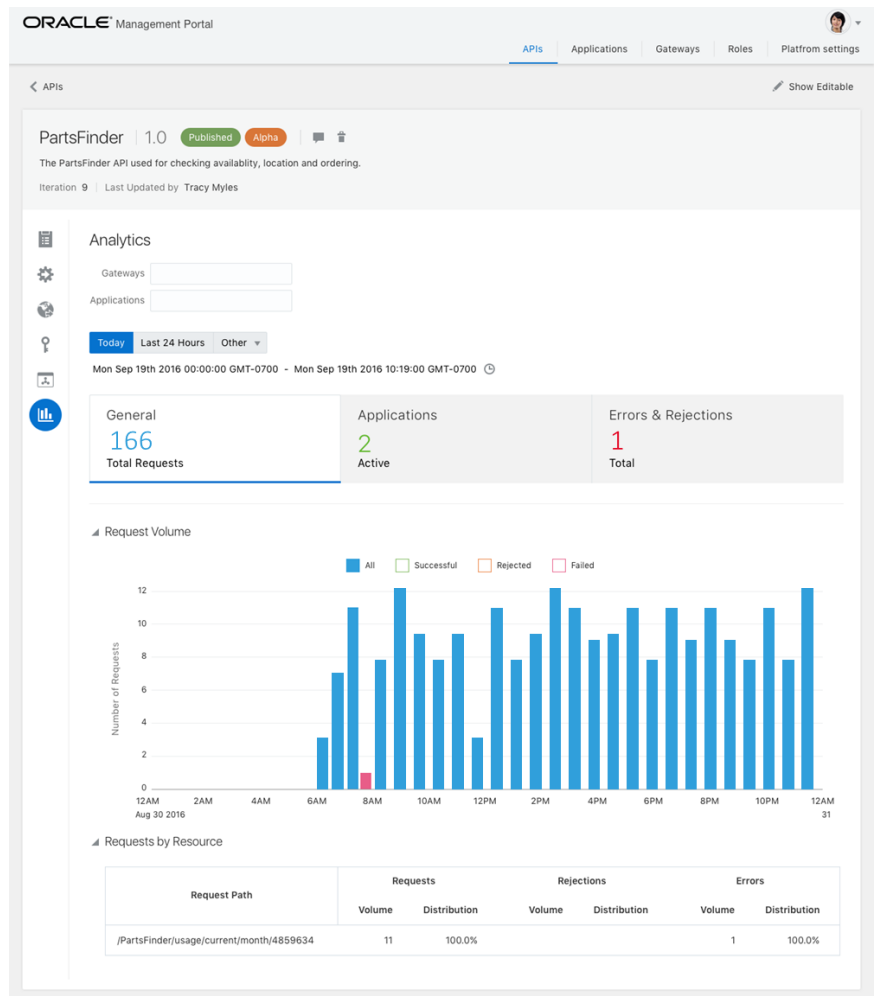 ORACLE® Management Portal
APIs Applications Gateways Roles Platfrom settings
APIs Show Editable
PartsFinder 1.0 Published Alpha
The PartsFinder API used for checking availablity, location and ordering.
Iteration 9 Last Updated by Tracy Myles
Analytics
Gateways
Applications
Today Last 24 Hours Other
Mon Sep 19th 2016 00:00:00 GMT-0700 - Mon Sep 19th 2016 10:19:00 GMT-0700
General Applications Errors & Rejections
166 2 1
Total Requests Active Total
Request Volume
All Successful Rejected Failed
12
10
8
6
4
2
0
Number of Requests
12AM 2AM 4AM 6AM 8AM 10AM 12PM 2PM 4PM 6PM 8PM 10PM 12AM
Aug 30 2016 31
Requests by Resource
Request Path Requests Rejections Errors
Volume Distribution Volume Distribution Volume Distribution
/PartsFinder/usage/current/month/4859634 11 100.0% 1 100.0%